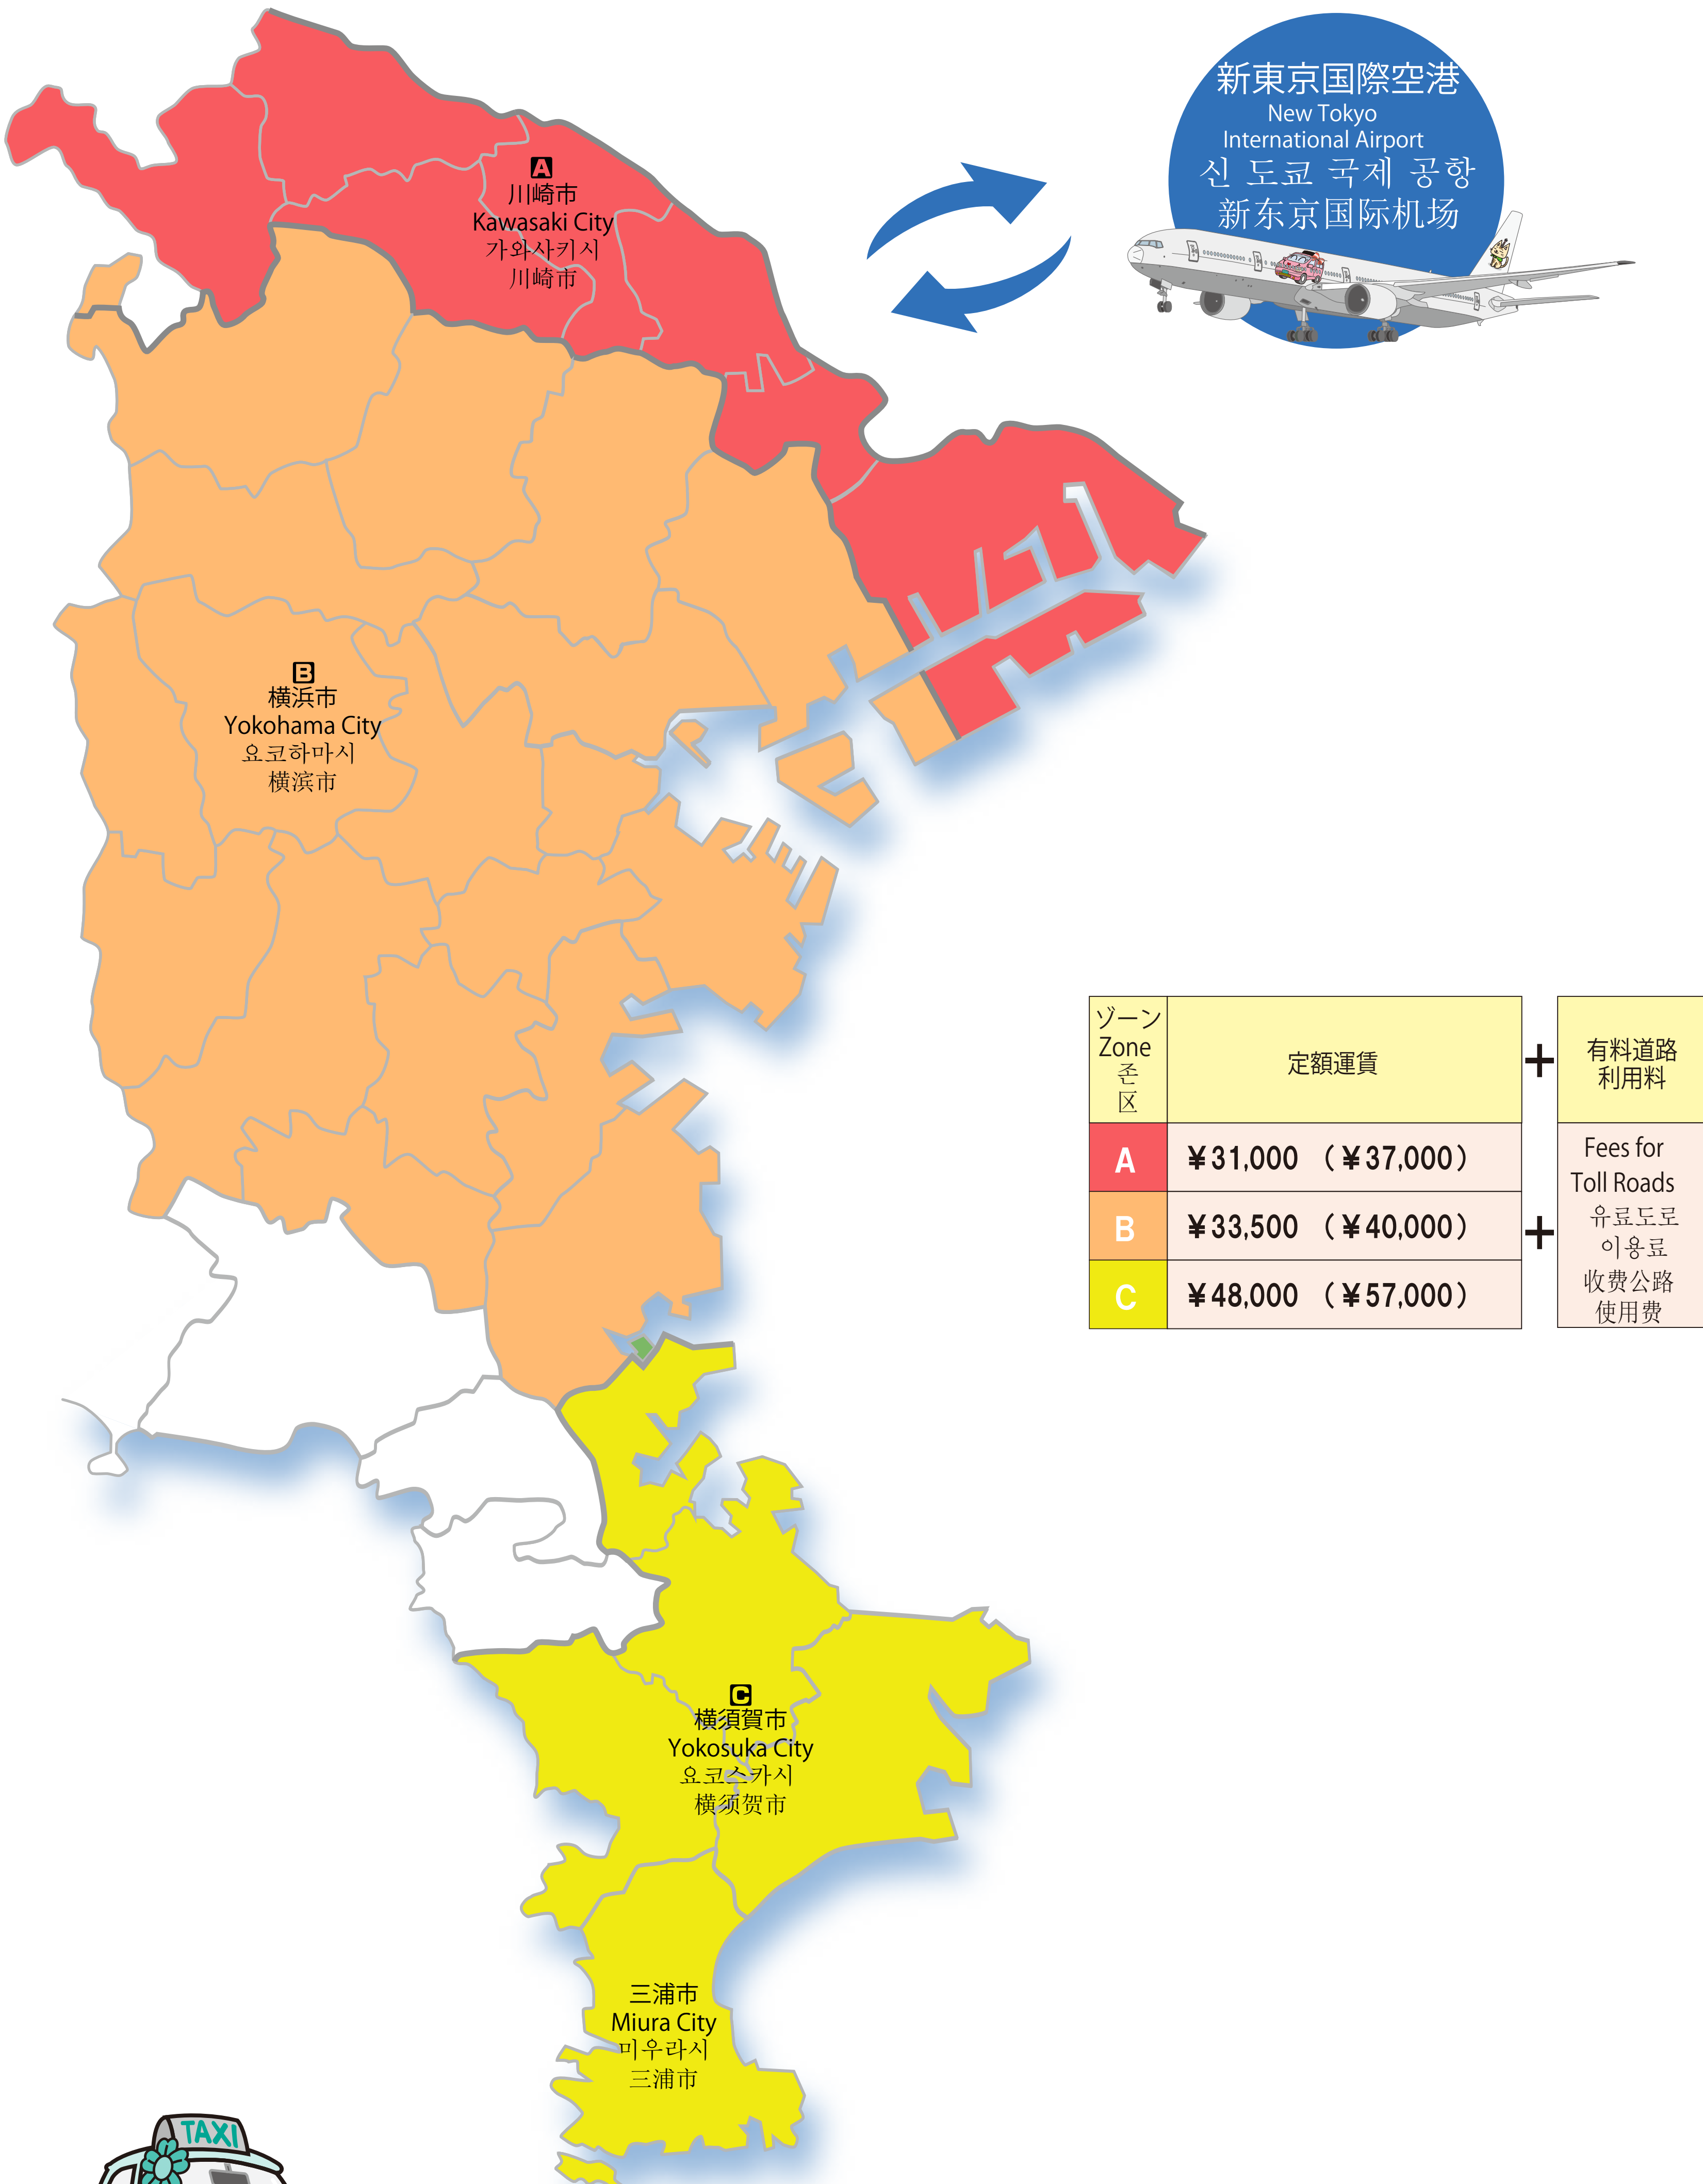 新東京国際空港
New Tokyo
International Airport
신 도쿄 국제 공항
新东京国际机场
A
川崎市
Kawasaki City
가와사키시
川崎市
B
横浜市
Yokohama City
요코하마시
横滨市
ゾーン
Zone
존
区
定額運賃
+
有料道路
利用料
A
¥31,000 (¥37,000)
B
¥33,500 (¥40,000)
C
¥48,000 (¥57,000)
+
Fees for
Toll Roads
유료도로
이용료
收费公路
使用费
C
横須賀市
Yokosuka City
요코스카시
横须贺市
三浦市
Miura City
미우라시
三浦市
TAXI